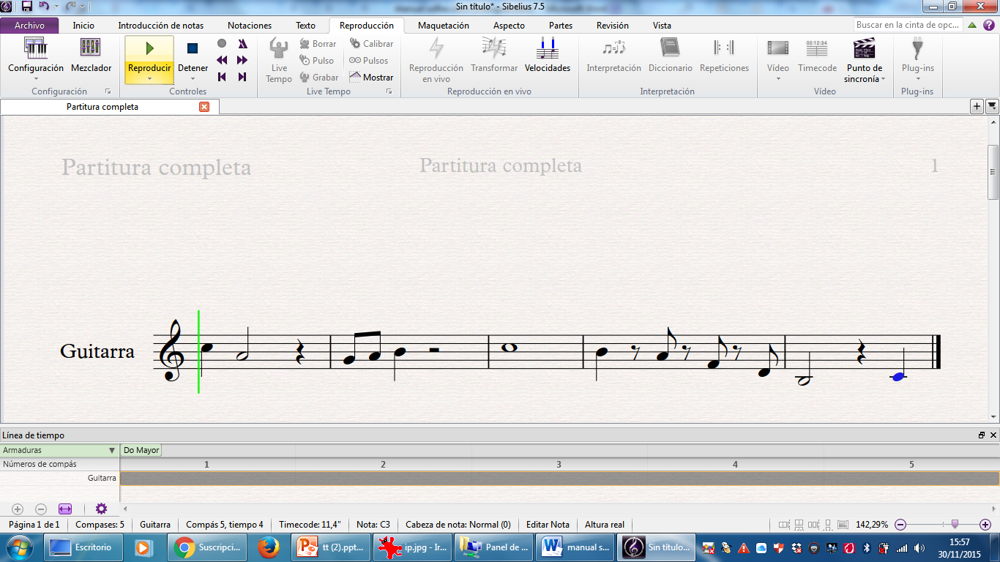 Sin título* - Sibelius 7.5
Archivo Inicio Introducción de notas Notaciones Texto Reproducción Maquetación Aspecto Partes Revisión Vista Buscar en la cinta de opc...
Configuración Mezclador Reproducir Detener Live Tempo Borrar Pulso Grabar Calibrar Pulsos Mostrar Reproducción en vivo Transformar Velocidades Interpretación Diccionario Repeticiones Vídeo Timecode 00:12:34 Punto de sincronía Plug-ins
Configuración Controles Live Tempo Reproducción en vivo Interpretación Vídeo Plug-ins
Partitura completa
Partitura completa Partitura completa 1
Guitarra
Línea de tiempo
Armaduras Do Mayor
Números de compás 1 2 3 4 5
Guitarra
Página 1 de 1 Compases: 5 Guitarra Compás 5, tiempo 4 Timecode: 11,4" Nota: C3 Cabeza de nota: Normal (0) Editar Nota Altura real 142,29%
Escritorio Suscripci... tt (2).ppt... ip.jpg - Ir... Panel de ... manual s... Sin título... 15:57
30/11/2015